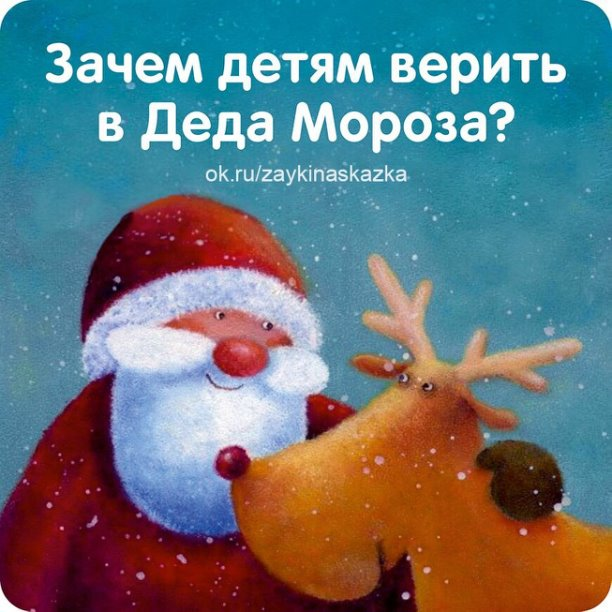 Зачем детям верить
в Деда Мороза?
ok.ru/zaykinaskazka